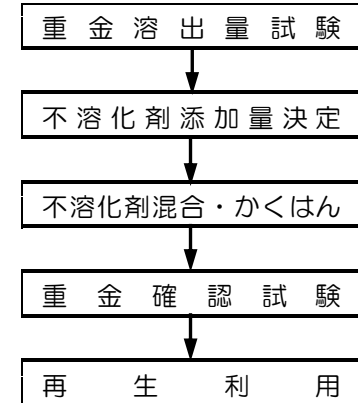 重金溶出量試験
不溶化剤添加量決定
不溶化剤混合・かくはん
重金確認試験
再生利用